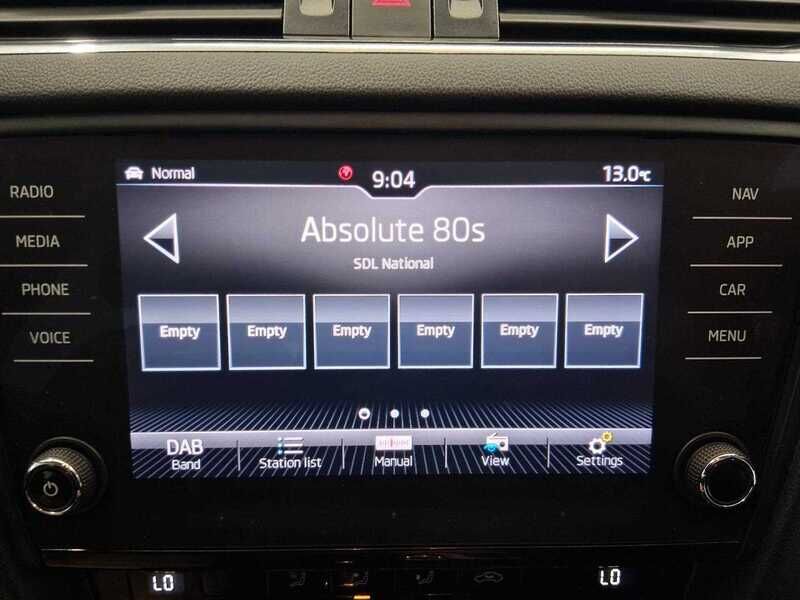 Normal 9:04 13.0°C
RADIO
MEDIA
PHONE
VOICE
Absolute 80s
SDL National
Empty Empty Empty Empty Empty Empty
DAB
Band Station list Manual View Settings
NAV
APP
CAR
MENU
LO LO